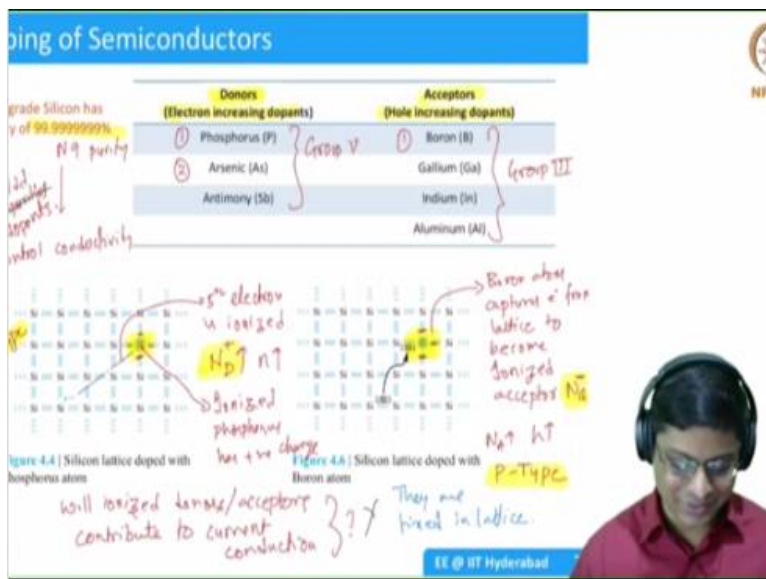 ping of Semiconductors
grade Silicon has
y of 99.9999999%
N9 purity
dopants.
control conductivity
Donors
(Electron increasing dopants)
① Phosphorus (P)
② Arsenic (As)
Antimony (Sb)
Group V
Acceptors
(Hole increasing dopants)
① Boron (B)
Gallium (Ga)
Indium (In)
Aluminum (Al)
Group III
5th electron
is ionized
N_D^+↑ n↑
Ionized
phosphorus
has +ve charge
Figure 4.4 | Silicon lattice doped with
phosphorus atom
Boron atom
captures e- from
lattice to
become
Ionized
acceptor
N_A↑ h↑
P-Type
Figure 4.6 | Silicon lattice doped with
Boron atom
will ionized donors/acceptors
contribute to current
conduction
?
They are
fixed in lattice.
EE @ IIT Hyderabad